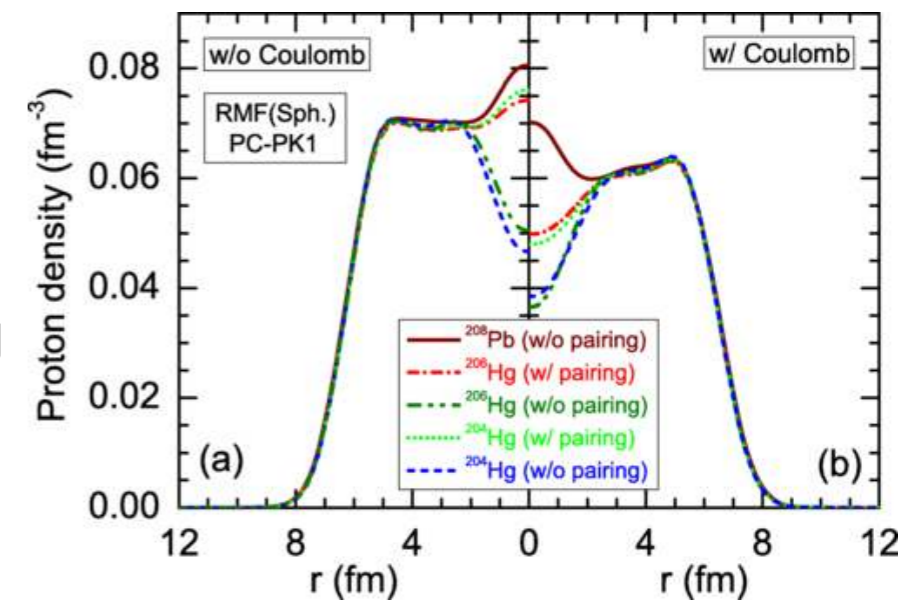 w/o Coulomb
w/ Coulomb
RMF(Sph.)
PC-PK1
Proton density (fm⁻³)
0.08
0.06
0.04
0.02
0.00
²⁰⁸Pb (w/o pairing)
²⁰⁶Hg (w/ pairing)
²⁰⁶Hg (w/o pairing)
²⁰⁴Hg (w/ pairing)
²⁰⁴Hg (w/o pairing)
(a)
(b)
12 8 4 0 4 8 12
r (fm) r (fm)